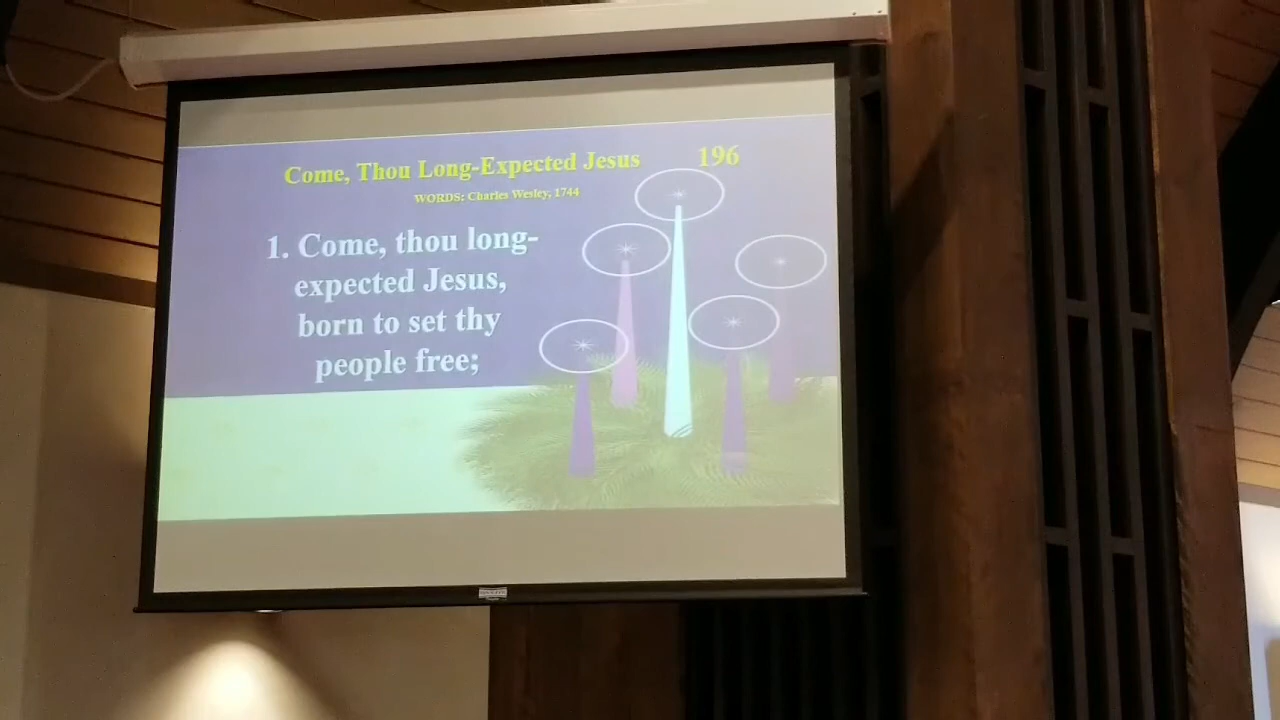 Come, Thou Long-Expected Jesus 196
WORDS: Charles Wesley, 1744
1. Come, thou long-
expected Jesus,
born to set thy
people free;